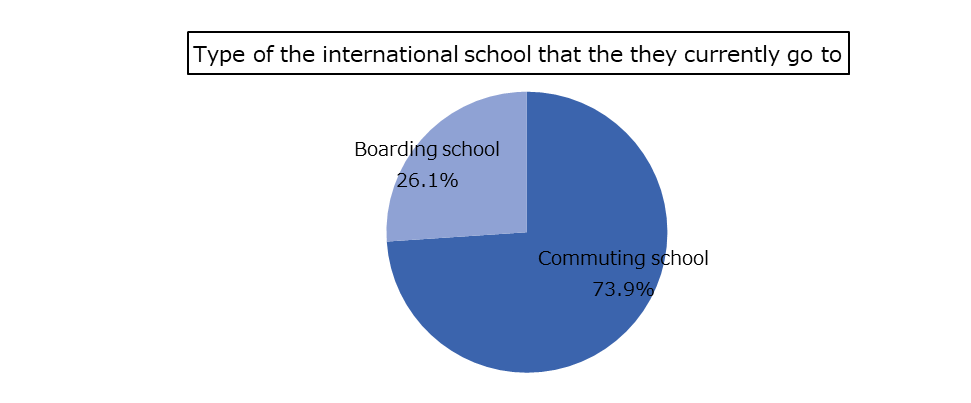 Type of the international school that the they currently go to
Boarding school
26.1%
Commuting school
73.9%